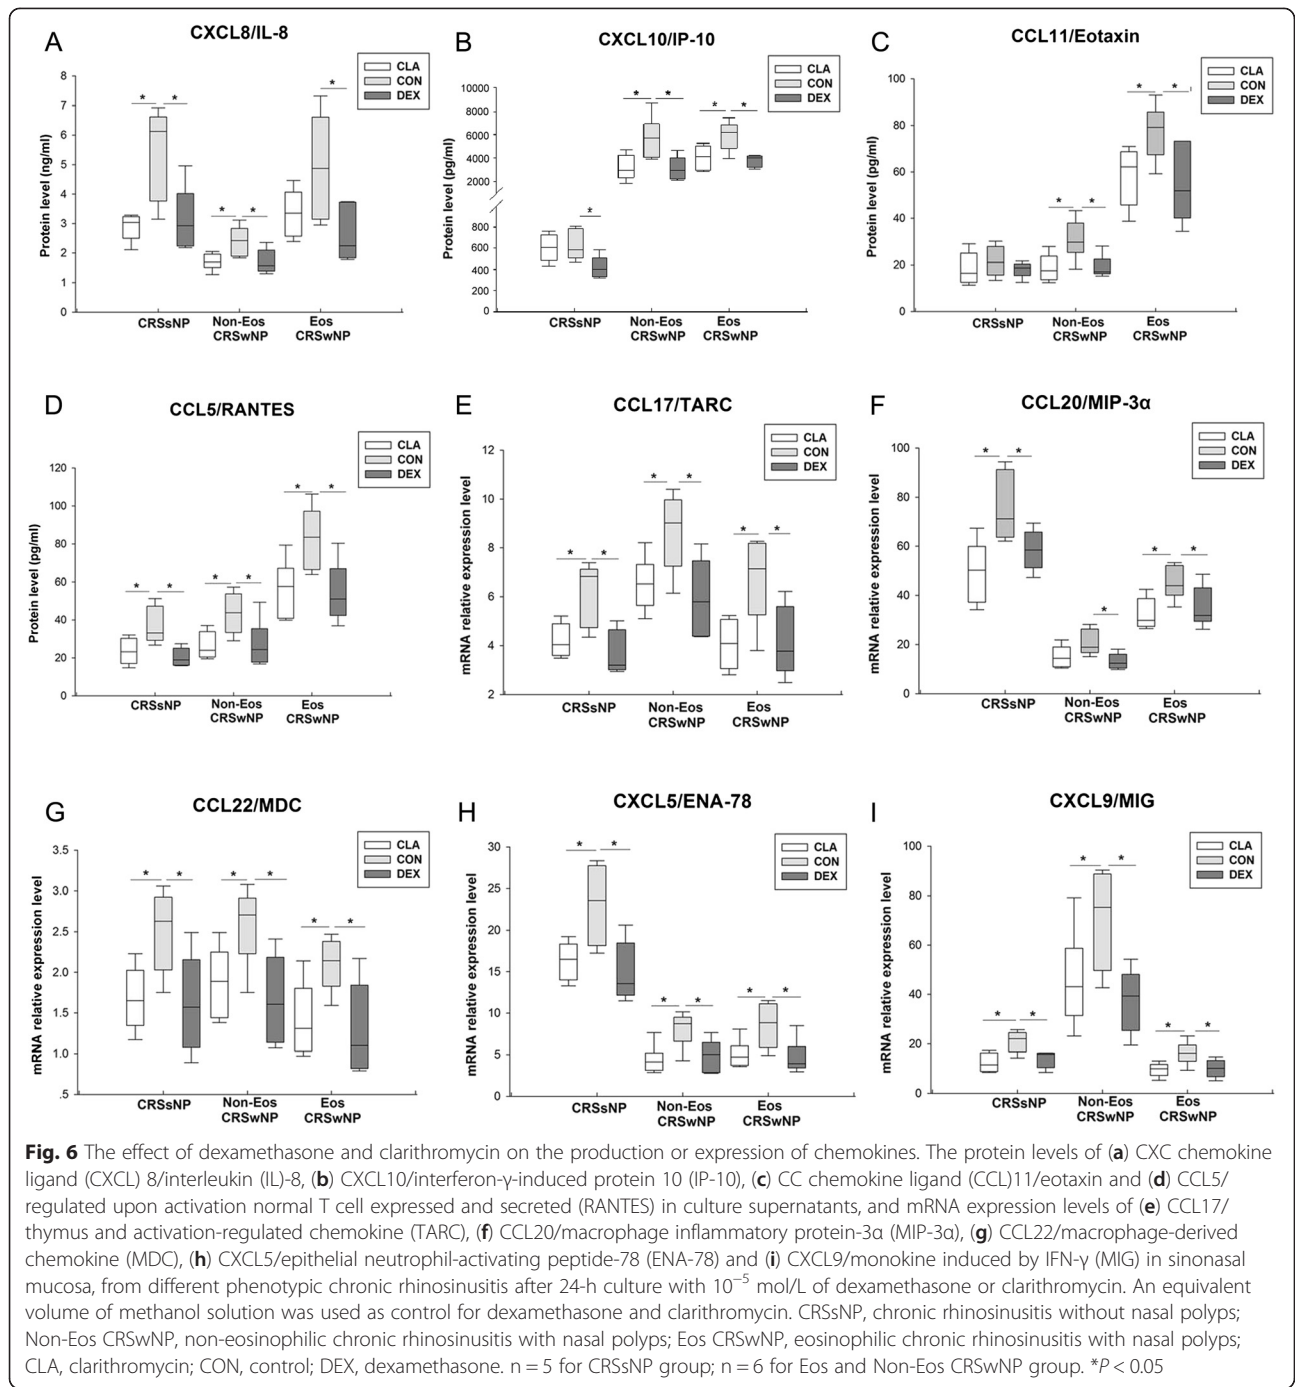 A
CXCL8/IL-8
CLA
CON
DEX
Protein level (ng/ml)
8
7
6
5
4
3
2
1
0
* * * * *
CRSsNP
Non-Eos
CRSwNP
Eos
CRSwNP
B
CXCL10/IP-10
CLA
CON
DEX
Protein level (pg/ml)
10000
8000
6000
4000
2000
800
600
400
200
0
* * * * *
CRSsNP
Non-Eos
CRSwNP
Eos
CRSwNP
C
CCL11/Eotaxin
CLA
CON
DEX
Protein level (pg/ml)
100
80
60
40
20
0
* * * *
CRSsNP
Non-Eos
CRSwNP
Eos
CRSwNP
D
CCL5/RANTES
CLA
CON
DEX
Protein level (pg/ml)
120
100
80
60
40
20
0
* * * * * *
CRSsNP
Non-Eos
CRSwNP
Eos
CRSwNP
E
CCL17/TARC
CLA
CON
DEX
mRNA relative expression level
12
10
8
6
4
2
* * * * * *
CRSsNP
Non-Eos
CRSwNP
Eos
CRSwNP
F
CCL20/MIP-3α
CLA
CON
DEX
mRNA relative expression level
100
80
60
40
20
0
* * * * *
CRSsNP
Non-Eos
CRSwNP
Eos
CRSwNP
G
CCL22/MDC
CLA
CON
DEX
mRNA relative expression level
3.5
3.0
2.5
2.0
1.5
1.0
.5
* * * * * *
CRSsNP
Non-Eos
CRSwNP
Eos
CRSwNP
H
CXCL5/ENA-78
CLA
CON
DEX
mRNA relative expression level
30
25
20
15
10
5
0
* * * * * *
CRSsNP
Non-Eos
CRSwNP
Eos
CRSwNP
I
CXCL9/MIG
CLA
CON
DEX
mRNA relative expression level
100
80
60
40
20
0
* * * * * *
CRSsNP
Non-Eos
CRSwNP
Eos
CRSwNP
Fig. 6 The effect of dexamethasone and clarithromycin on the production or expression of chemokines. The protein levels of (a) CXC chemokine
ligand (CXCL) 8/interleukin (IL)-8, (b) CXCL10/interferon-γ-induced protein 10 (IP-10), (c) CC chemokine ligand (CCL)11/eotaxin and (d) CCL5/
regulated upon activation normal T cell expressed and secreted (RANTES) in culture supernatants, and mRNA expression levels of (e) CCL17/
thymus and activation-regulated chemokine (TARC), (f) CCL20/macrophage inflammatory protein-3α (MIP-3α), (g) CCL22/macrophage-derived
chemokine (MDC), (h) CXCL5/epithelial neutrophil-activating peptide-78 (ENA-78) and (i) CXCL9/monokine induced by IFN-γ (MIG) in sinonasal
mucosa, from different phenotypic chronic rhinosinusitis after 24-h culture with 10⁻⁵ mol/L of dexamethasone or clarithromycin. An equivalent
volume of methanol solution was used as control for dexamethasone and clarithromycin. CRSsNP, chronic rhinosinusitis without nasal polyps;
Non-Eos CRSwNP, non-eosinophilic chronic rhinosinusitis with nasal polyps; Eos CRSwNP, eosinophilic chronic rhinosinusitis with nasal polyps;
CLA, clarithromycin; CON, control; DEX, dexamethasone. n = 5 for CRSsNP group; n = 6 for Eos and Non-Eos CRSwNP group. *P < 0.05